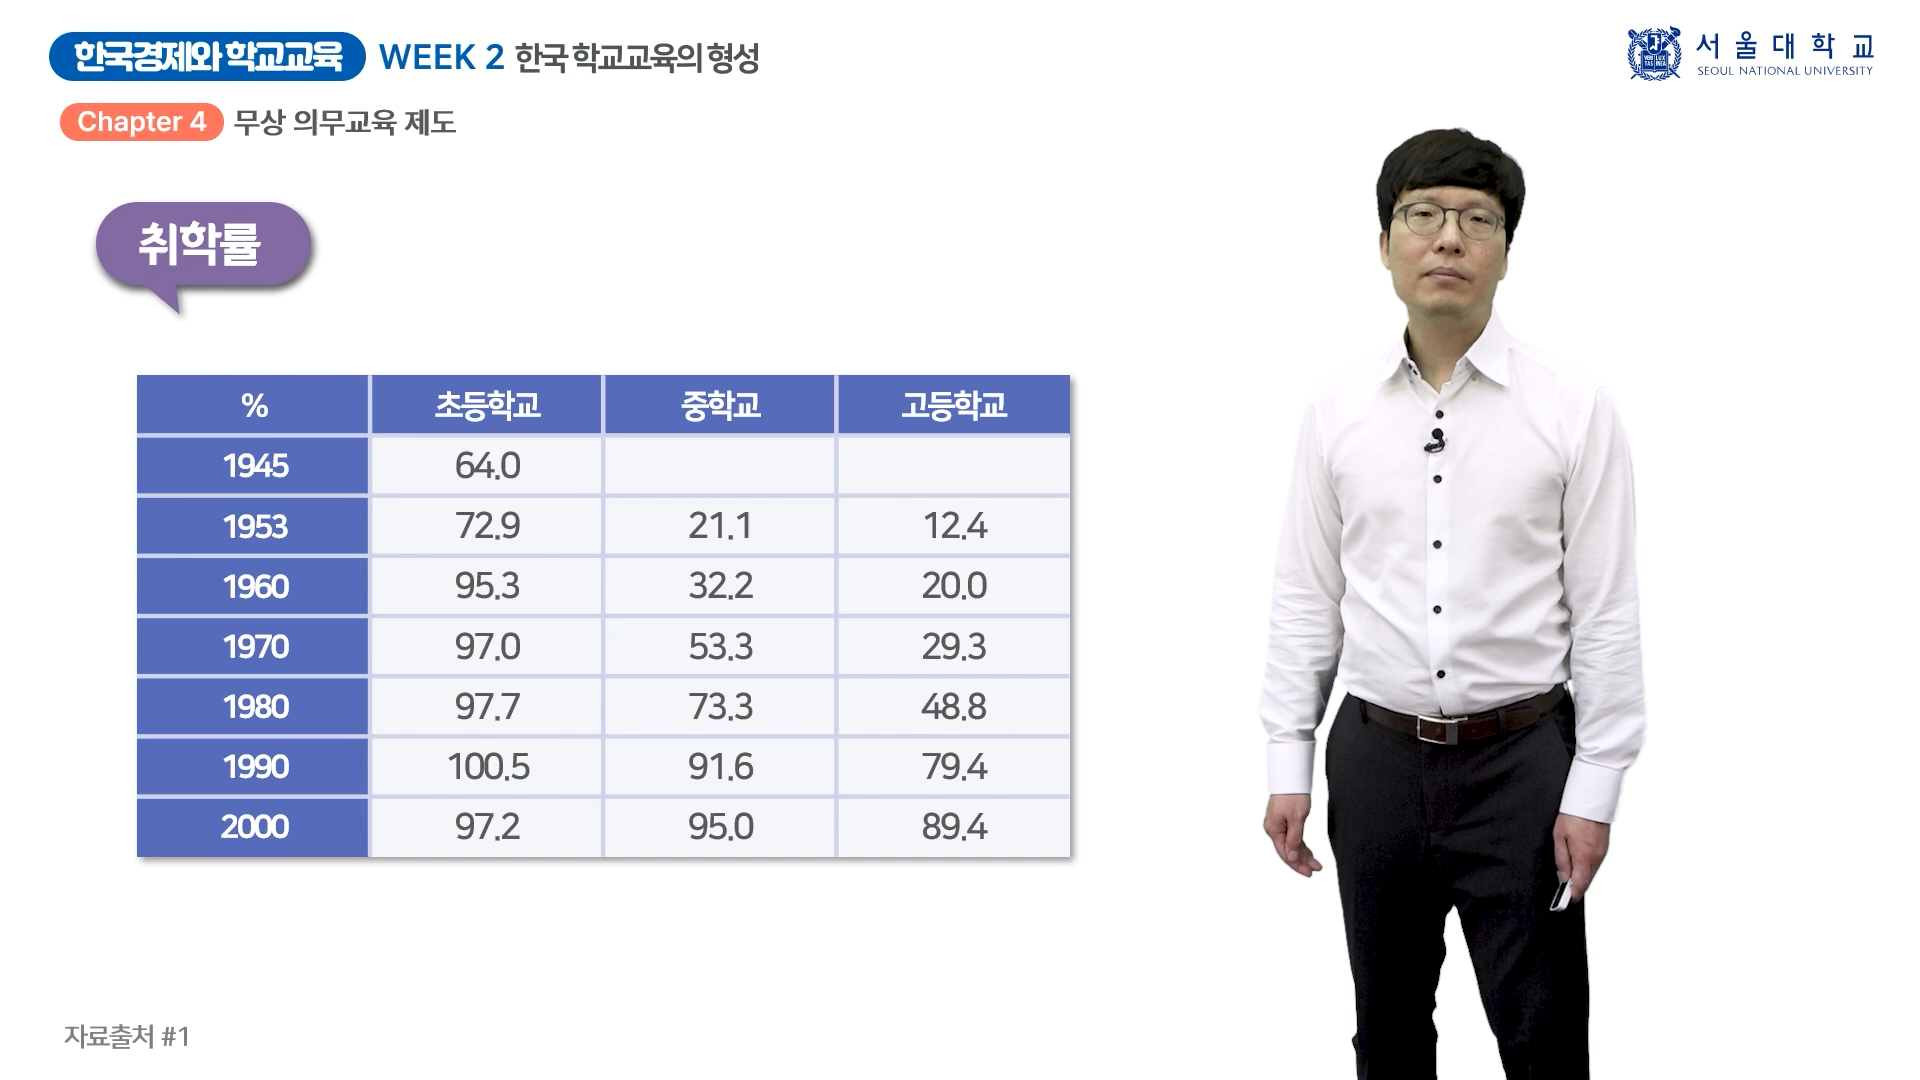 한국경제와 학교교육 WEEK 2 한국 학교교육의 형성
서울대학교
SEOUL NATIONAL UNIVERSITY
Chapter 4 무상 의무교육 제도
취학률
% 초등학교 중학교 고등학교
1945 64.0
1953 72.9 21.1 12.4
1960 95.3 32.2 20.0
1970 97.0 53.3 29.3
1980 97.7 73.3 48.8
1990 100.5 91.6 79.4
2000 97.2 95.0 89.4
자료출처 #1